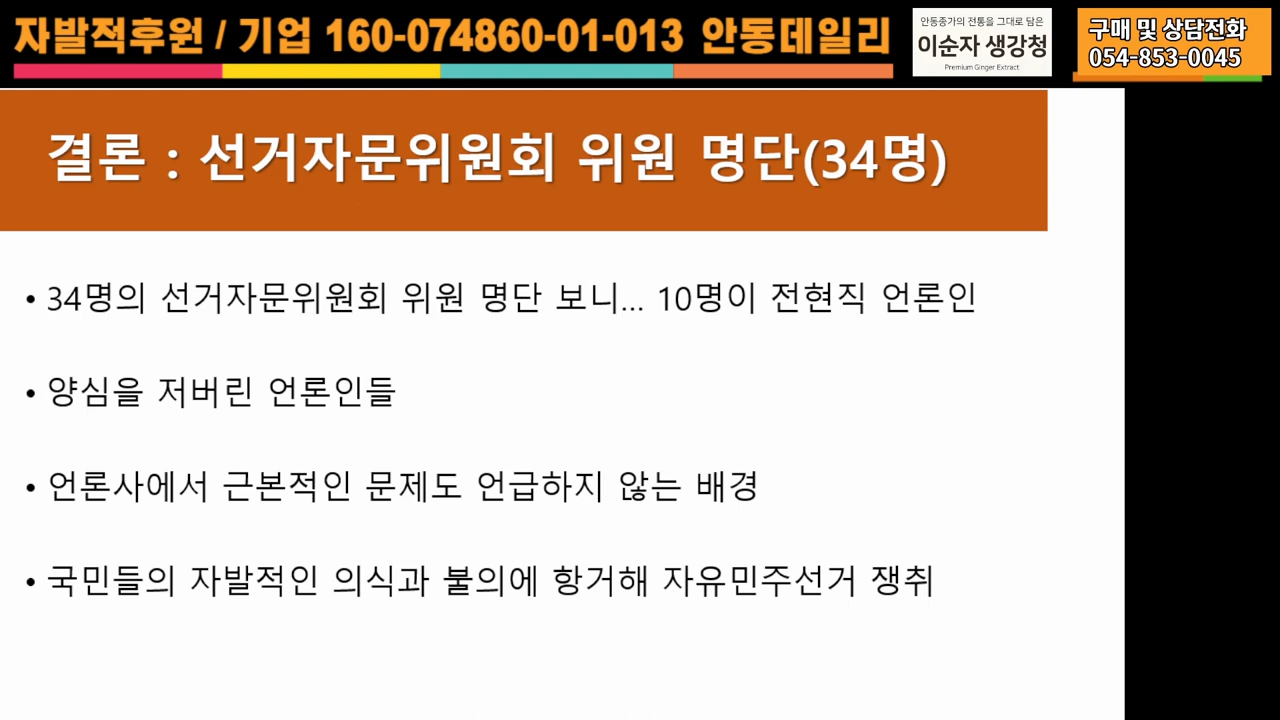 자발적후원 / 기업 160-074860-01-013 안동데일리
안동종가의 전통을 그대로 담은
이순자 생강청
Premium Ginger Extract
구매 및 상담전화
054-853-0045
결론 : 선거자문위원회 위원 명단(34명)
• 34명의 선거자문위원회 위원 명단 보니... 10명이 전현직 언론인
• 양심을 저버린 언론인들
• 언론사에서 근본적인 문제도 언급하지 않는 배경
• 국민들의 자발적인 의식과 불의에 항거해 자유민주선거 쟁취